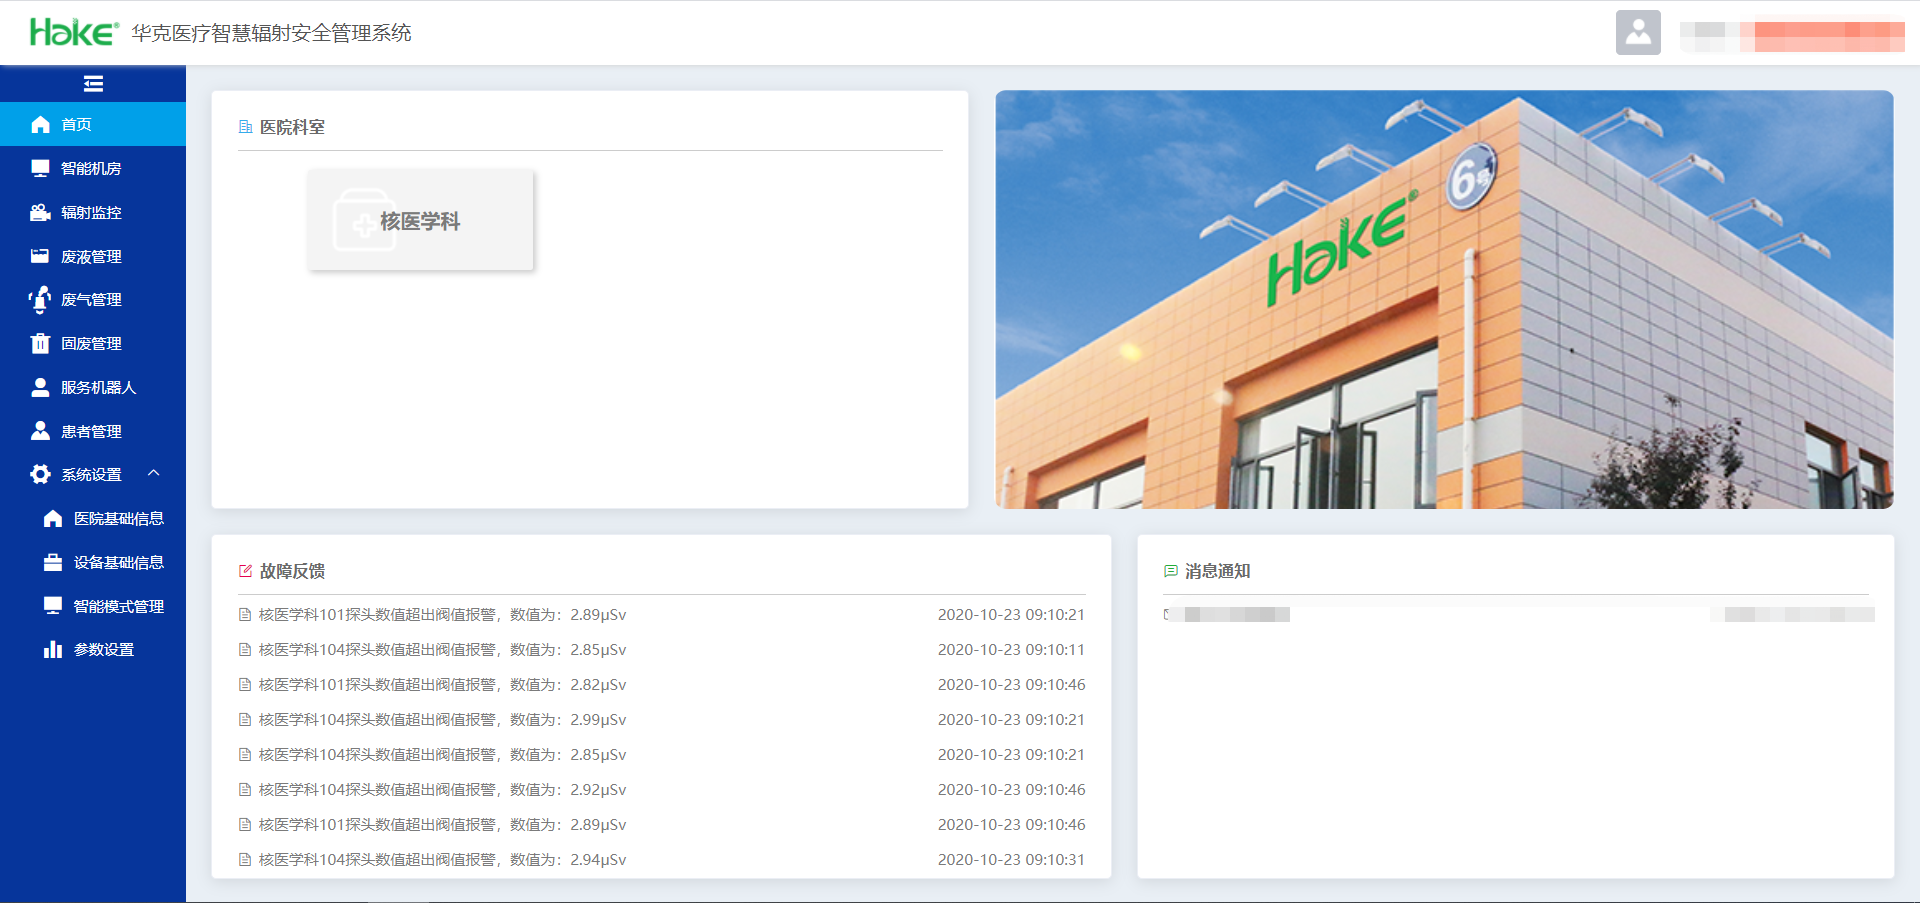 HaKE® 华克医疗智慧辐射安全管理系统
首页
智能机房
辐射监控
废液管理
废气管理
固废管理
服务机器人
患者管理
系统设置
医院基础信息
设备基础信息
智能模式管理
参数设置
医院科室
核医学科
HaKE®
6号
故障反馈
核医学科101探头数值超出阀值报警，数值为：2.89μSv 2020-10-23 09:10:21
核医学科104探头数值超出阀值报警，数值为：2.85μSv 2020-10-23 09:10:11
核医学科101探头数值超出阀值报警，数值为：2.82μSv 2020-10-23 09:10:46
核医学科104探头数值超出阀值报警，数值为：2.99μSv 2020-10-23 09:10:21
核医学科104探头数值超出阀值报警，数值为：2.85μSv 2020-10-23 09:10:21
核医学科104探头数值超出阀值报警，数值为：2.92μSv 2020-10-23 09:10:46
核医学科101探头数值超出阀值报警，数值为：2.89μSv 2020-10-23 09:10:46
核医学科104探头数值超出阀值报警，数值为：2.94μSv 2020-10-23 09:10:31
消息通知